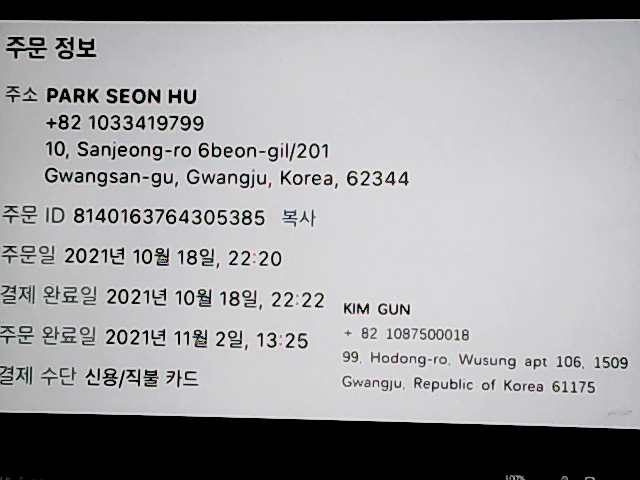 주문 정보
주소 PARK SEON HU
+82 1033419799
10, Sanjeong-ro 6beon-gil/201
Gwangsan-gu, Gwangju, Korea, 62344
주문 ID 8140163764305385 복사
주문일 2021년 10월 18일, 22:20
결제 완료일 2021년 10월 18일, 22:22
주문 완료일 2021년 11월 2일, 13:25
결제 수단 신용/직불 카드
KIM GUN
+ 82 1087500018
99, Hodong-ro, Wusung apt 106, 1509
Gwangju, Republic of Korea 61175